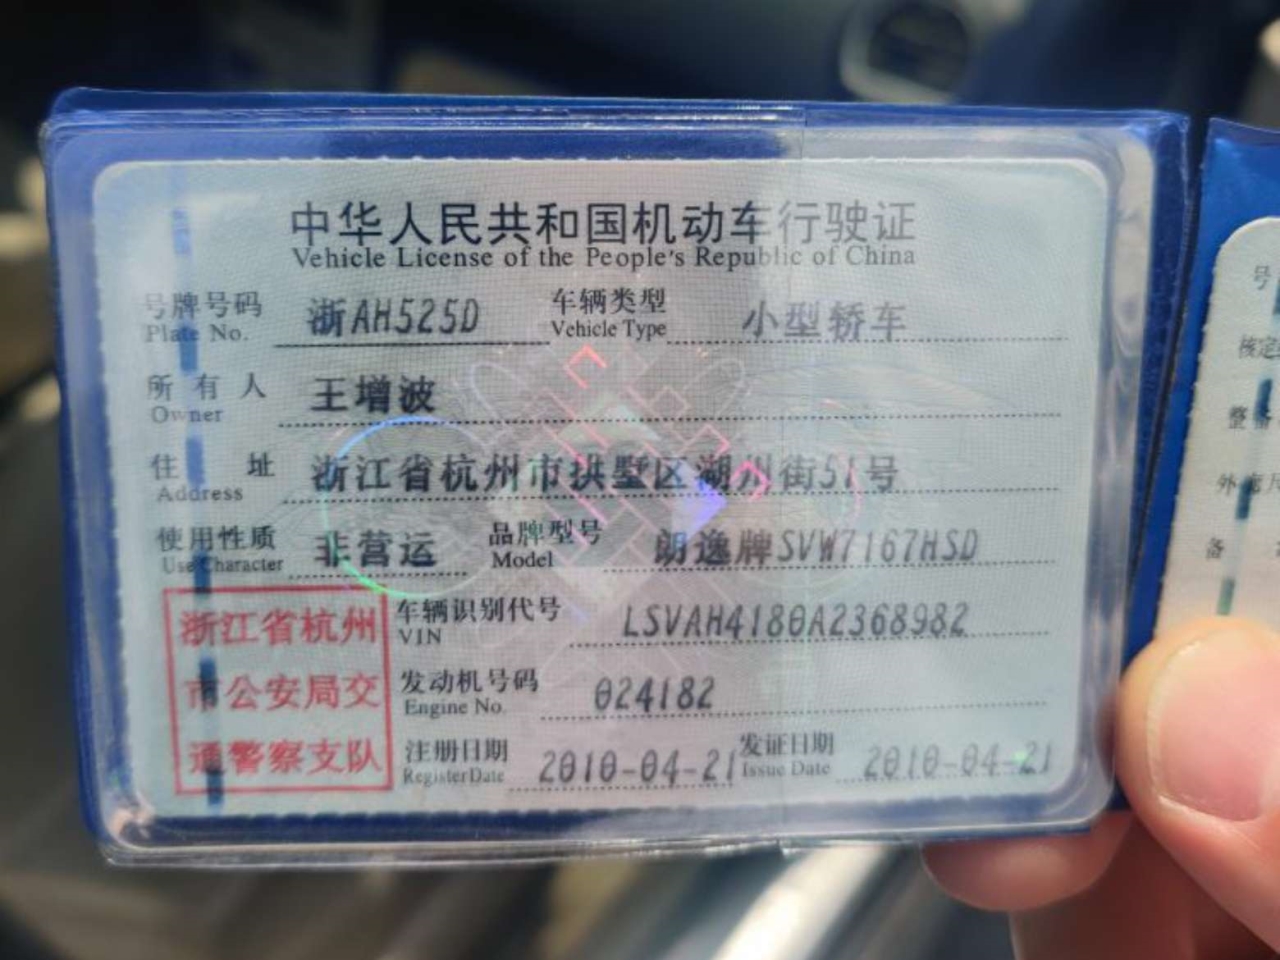 中华人民共和国机动车行驶证
Vehicle License of the People's Republic of China
号牌号码 浙AH525D 车辆类型 小型轿车
Plate No. Vehicle Type
所有人 王增波
Owner
住址 浙江省杭州市拱墅区湖州街51号
Address
使用性质 非营运 品牌型号 朗逸牌SVW7167HSD
Use Character Model
浙江省杭州
市公安局交
通警察支队
车辆识别代号 LSVAH4180A2368982
VIN
发动机号码 024182
Engine No.
注册日期 2010-04-21 发证日期 2010-04-21
Register Date Issue Date
号
核定
整备
外
备